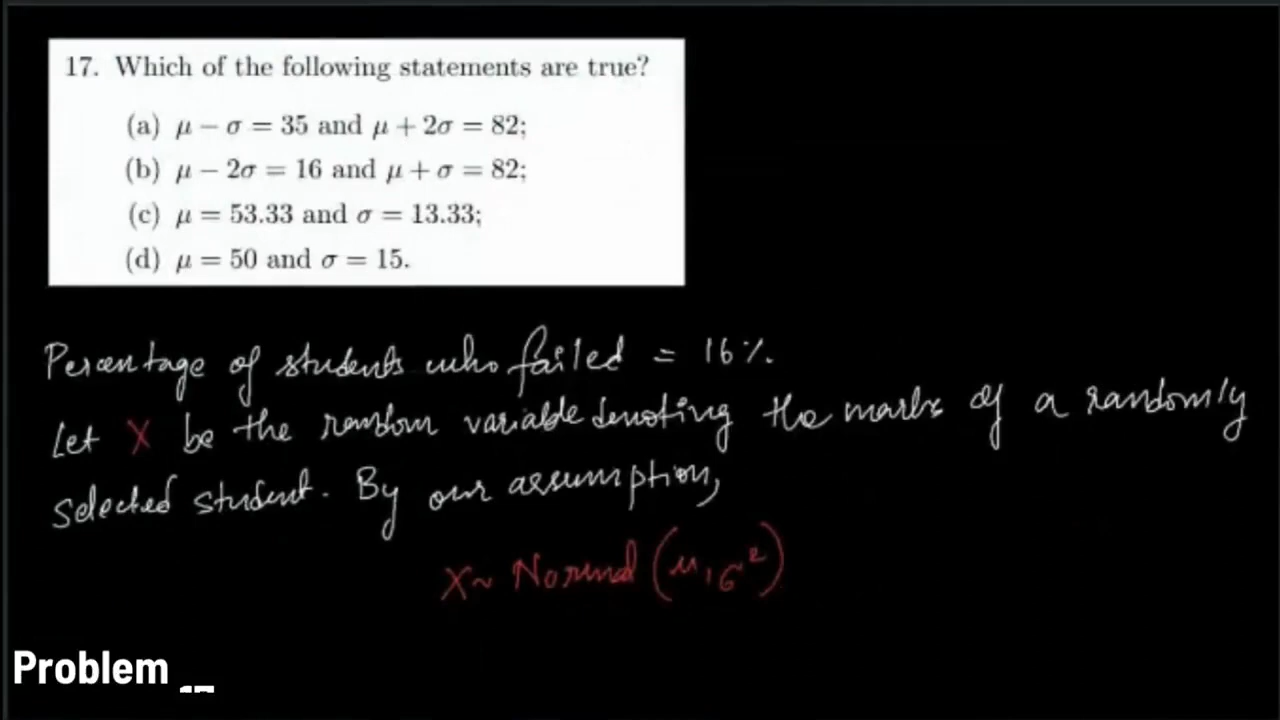 17. Which of the following statements are true?
(a) μ − σ = 35 and μ + 2σ = 82;
(b) μ − 2σ = 16 and μ + σ = 82;
(c) μ = 53.33 and σ = 13.33;
(d) μ = 50 and σ = 15.
Percentage of students who failed = 16%.
Let X be the random variable denoting the marks of a randomly
selected student. By our assumption,
X ~ Normal (μ, σ²)
Problem